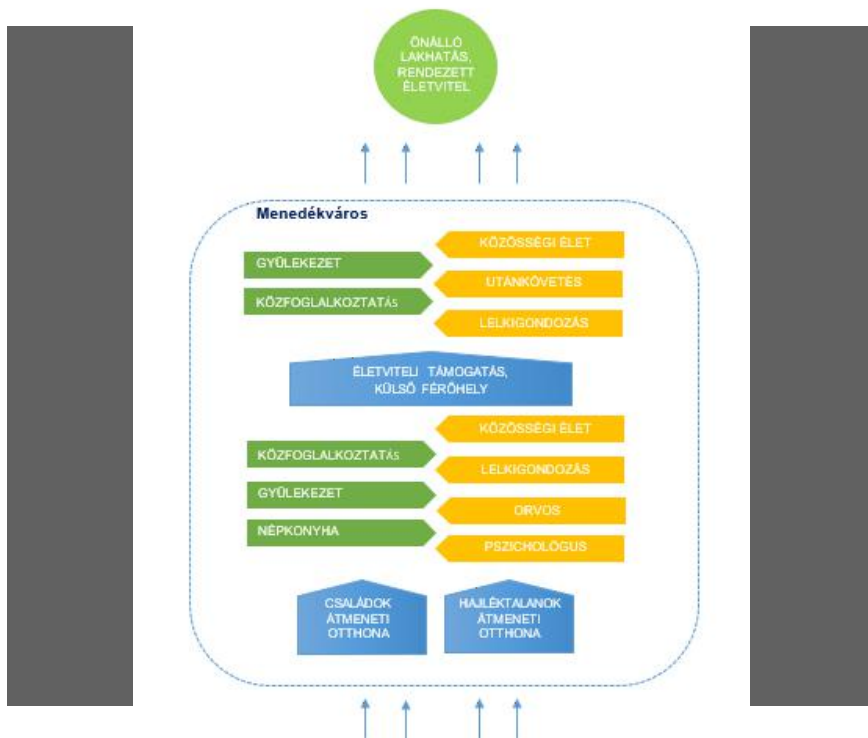 ÖNÁLLÓ
LAKHATÁS,
RENDEZETT
ÉLETVITEL
Menedékváros
KÖZÖSSÉGI ÉLET
GYÜLEKEZET
UTÁNKÖVETÉS
KÖZFOGLALKOZTATÁS
LELKIGONDOZÁS
ÉLETVITELI TÁMOGATÁS,
KÜLSŐ FÉRŐHELY
KÖZÖSSÉGI ÉLET
KÖZFOGLALKOZTATÁS
LELKIGONDOZÁS
GYÜLEKEZET
ORVOS
NÉPKONYHA
PSZICHOLÓGUS
CSALÁDOK
ÁTMENETI
OTTHONA
HAJLÉKTALANOK
ÁTMENETI
OTTHONA